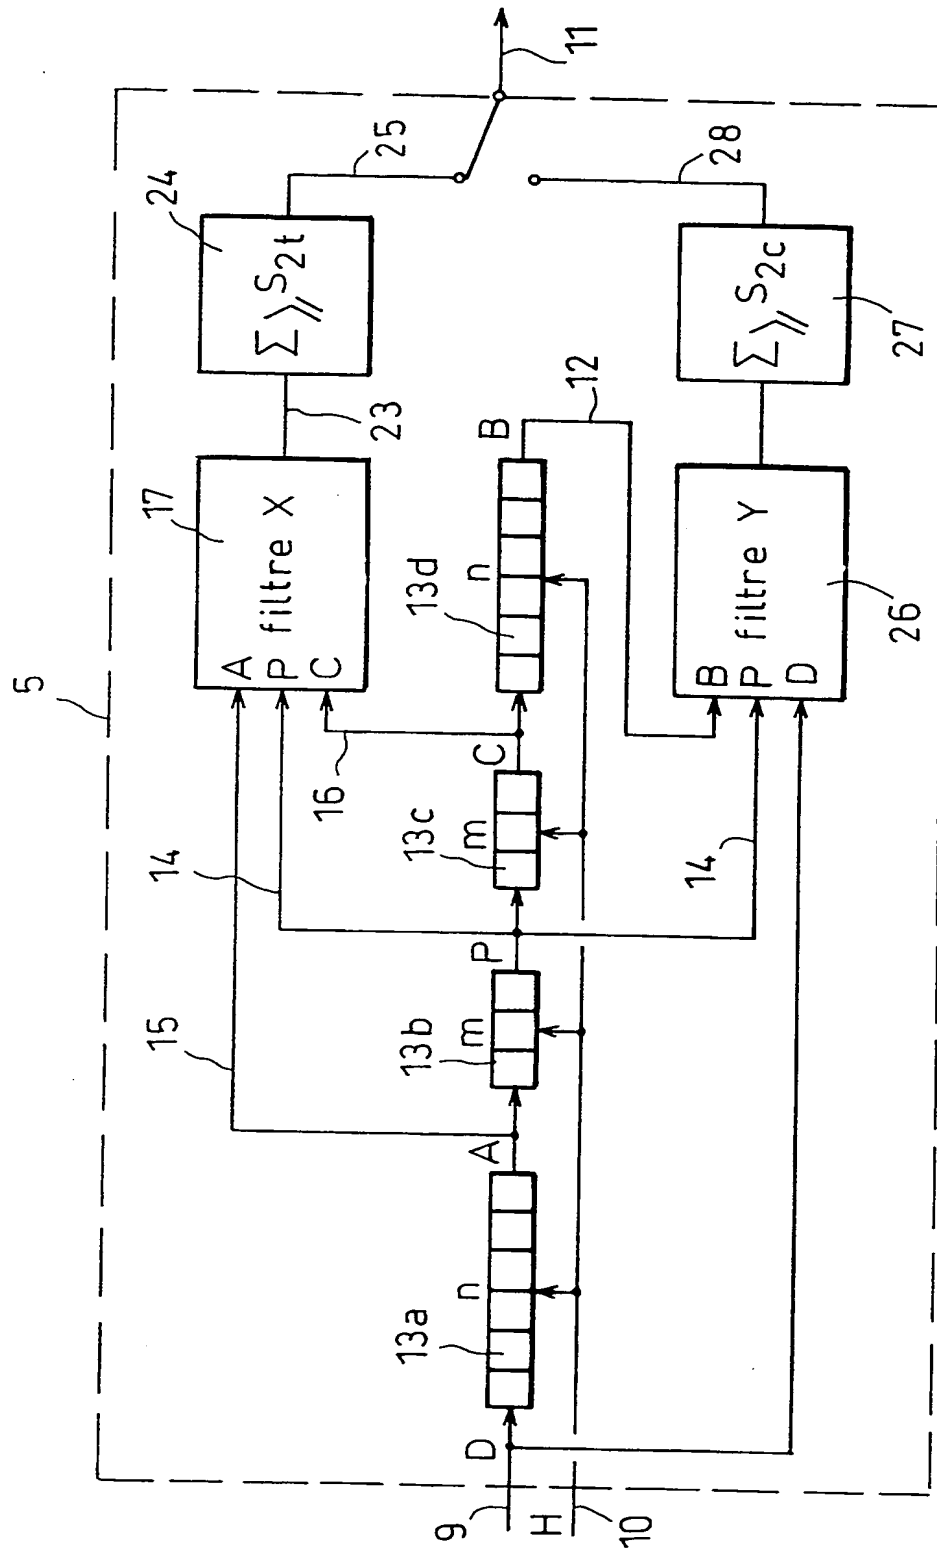 5
11
24
25
Σ ⩾ S2t
23
17
A
P
C
filtre X
28
Σ ⩾ S2c
27
12
B
n
13d
B
P
D
filtre Y
26
16
C
m
13c
14
14
P
m
13b
15
A
n
13a
D
9
H
10